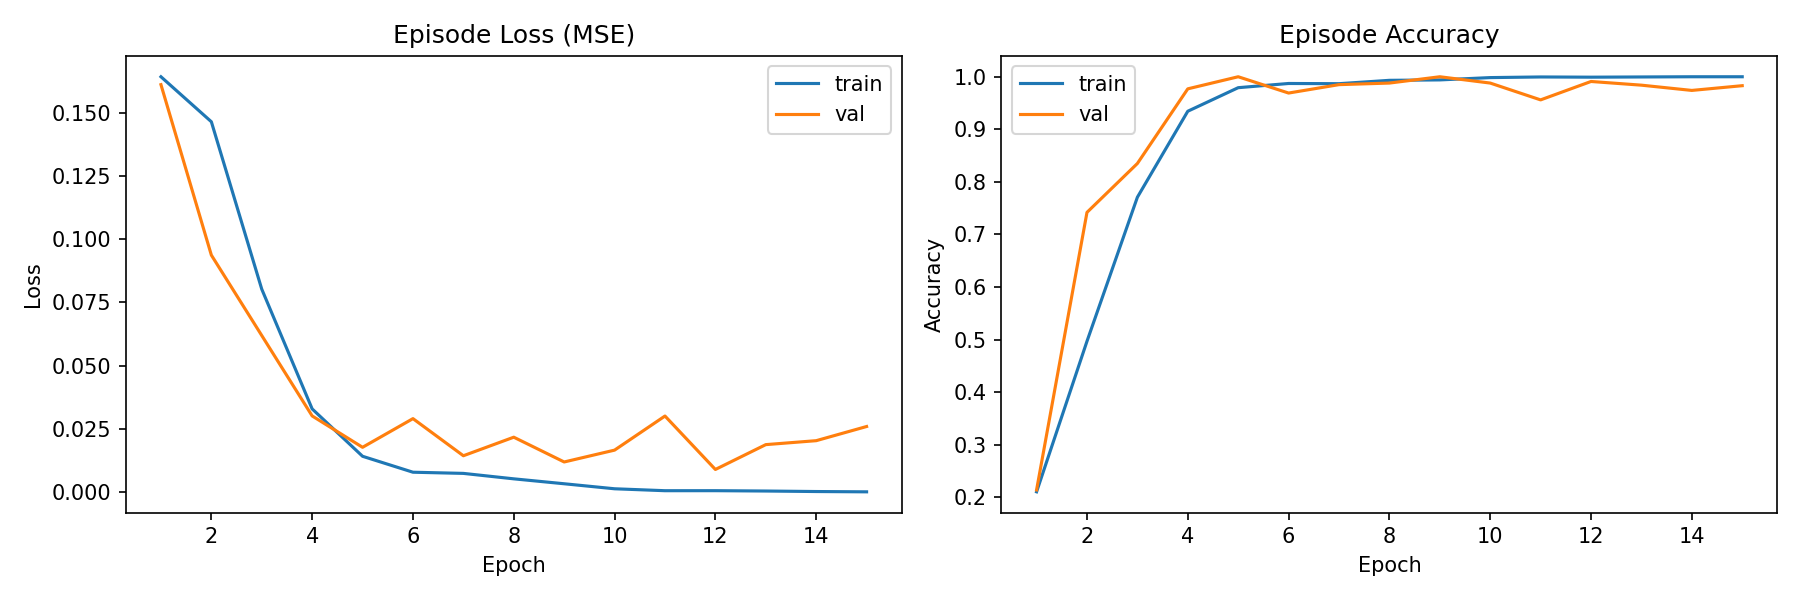 Episode Loss (MSE)
train
val
0.150
0.125
0.100
0.075
0.050
0.025
0.000
Loss
2 4 6 8 10 12 14
Epoch
Episode Accuracy
train
val
1.0
0.9
0.8
0.7
0.6
0.5
0.4
0.3
0.2
Accuracy
2 4 6 8 10 12 14
Epoch